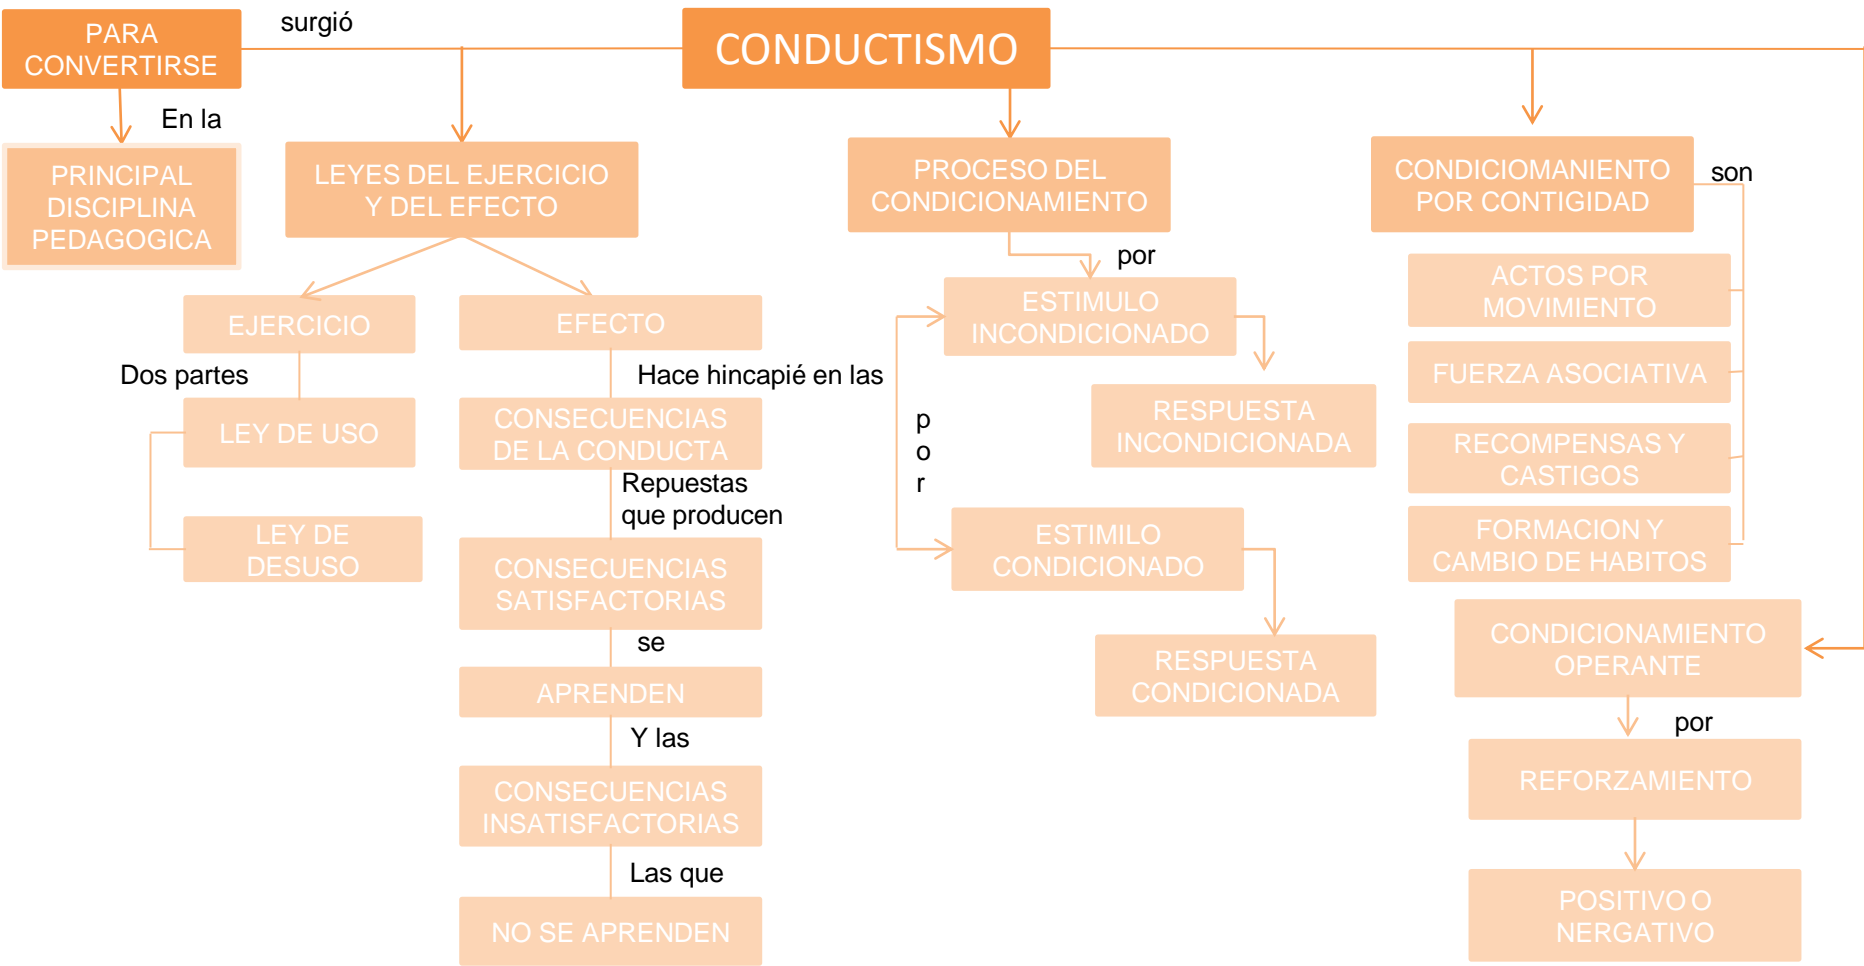 PARA
CONVERTIRSE
surgió
CONDUCTISMO
En la
PRINCIPAL
DISCIPLINA
PEDAGOGICA
LEYES DEL EJERCICIO
Y DEL EFECTO
EJERCICIO
Dos partes
LEY DE USO
LEY DE
DESUSO
EFECTO
Hace hincapié en las
CONSECUENCIAS
DE LA CONDUCTA
Repuestas
que producen
CONSECUENCIAS
SATISFACTORIAS
se
APRENDEN
Y las
CONSECUENCIAS
INSATISFACTORIAS
Las que
NO SE APRENDEN
PROCESO DEL
CONDICIONAMIENTO
por
ESTIMULO
INCONDICIONADO
RESPUESTA
INCONDICIONADA
p
o
r
ESTIMILO
CONDICIONADO
RESPUESTA
CONDICIONADA
CONDICIOMANIENTO
POR CONTIGIDAD
son
ACTOS POR
MOVIMIENTO
FUERZA ASOCIATIVA
RECOMPENSAS Y
CASTIGOS
FORMACION Y
CAMBIO DE HABITOS
CONDICIONAMIENTO
OPERANTE
por
REFORZAMIENTO
POSITIVO O
NERGATIVO